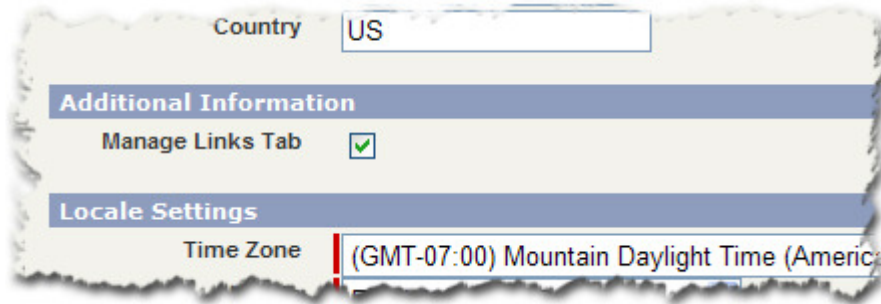 Country US
Additional Information
Manage Links Tab
Locale Settings
Time Zone (GMT-07:00) Mountain Daylight Time (Americ